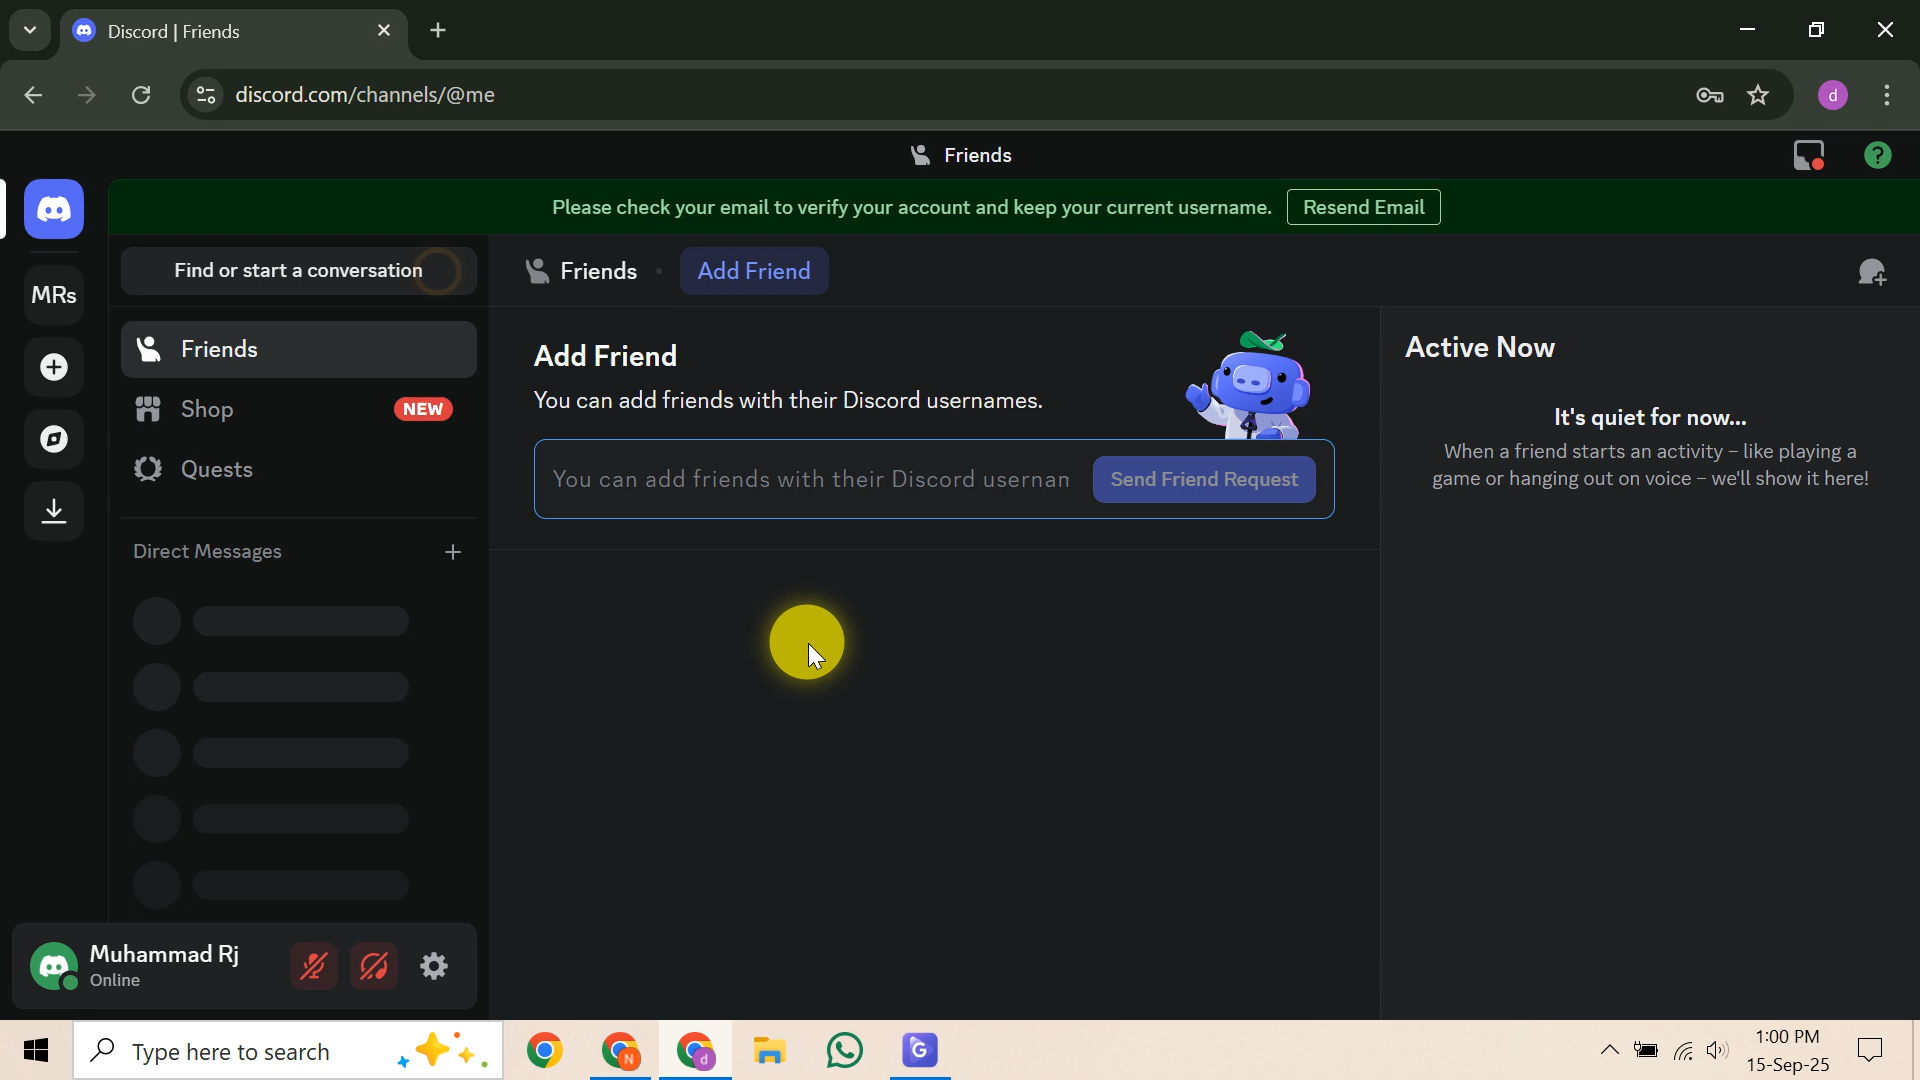 Discord | Friends
discord.com/channels/@me
d
Friends
?
Please check your email to verify your account and keep your current username.
Resend Email
Find or start a conversation
Friends
Add Friend
MRs
Friends
Add Friend
Active Now
You can add friends with their Discord usernames.
Shop
NEW
It's quiet for now...
When a friend starts an activity – like playing a
game or hanging out on voice – we'll show it here!
Quests
You can add friends with their Discord usernam
Send Friend Request
Direct Messages
Muhammad Rj
Online
Type here to search
N
d
G
1:00 PM
15-Sep-25